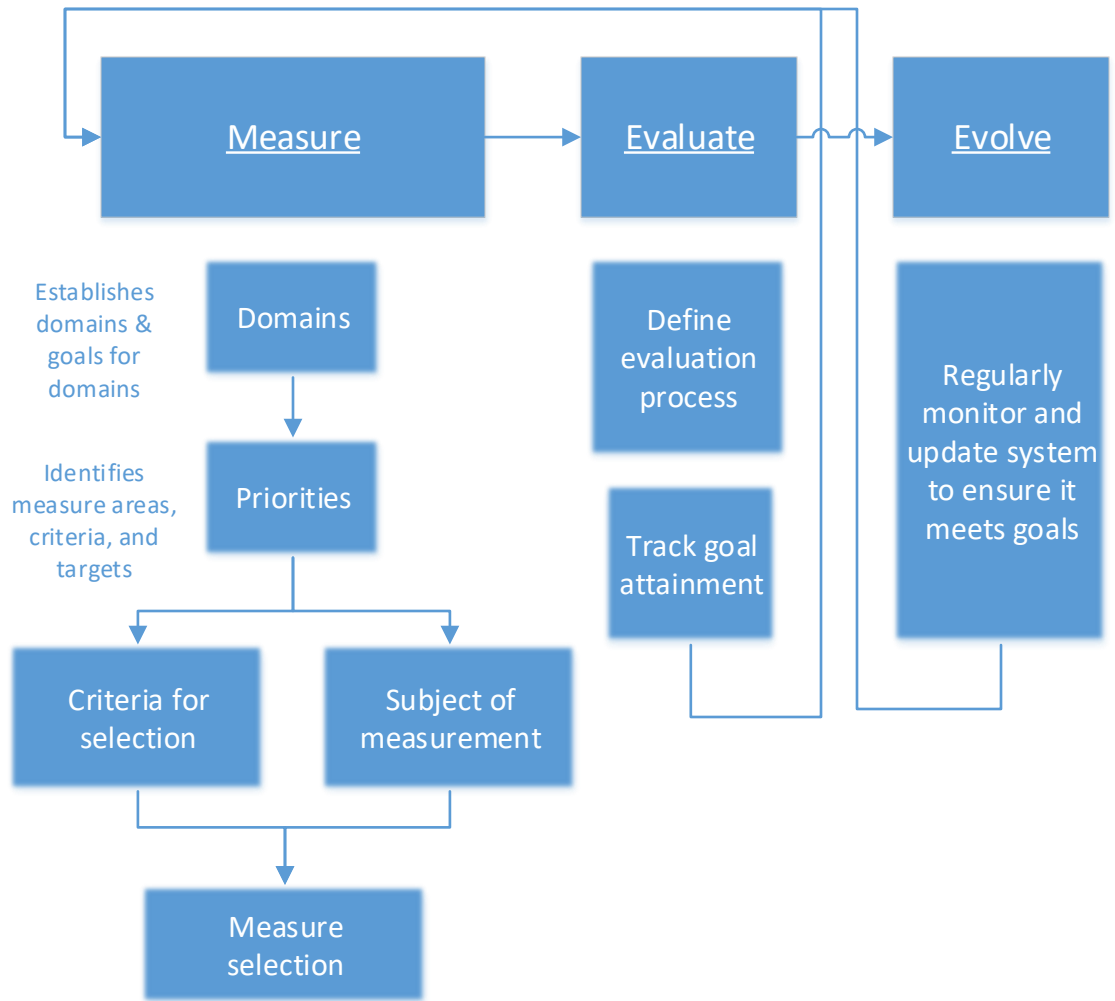 Measure
Evaluate
Evolve
Establishes
domains &
goals for
domains
Domains
Define
evaluation
process
Regularly
monitor and
update system
to ensure it
meets goals
Identifies
measure areas,
criteria, and
targets
Priorities
Track goal
attainment
Criteria for
selection
Subject of
measurement
Measure
selection